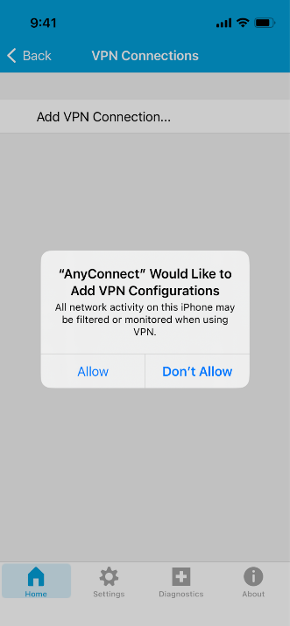 9:41
Back
VPN Connections
Add VPN Connection...
“AnyConnect” Would Like to
Add VPN Configurations
All network activity on this iPhone may
be filtered or monitored when using
VPN.
Allow
Don’t Allow
Home
Settings
Diagnostics
About